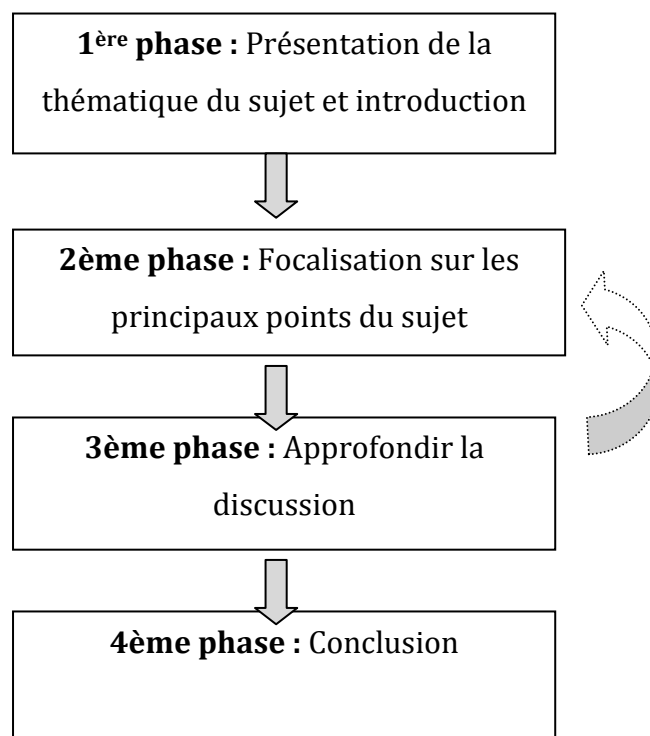 1ère phase : Présentation de la
thématique du sujet et introduction
2ème phase : Focalisation sur les
principaux points du sujet
3ème phase : Approfondir la
discussion
4ème phase : Conclusion